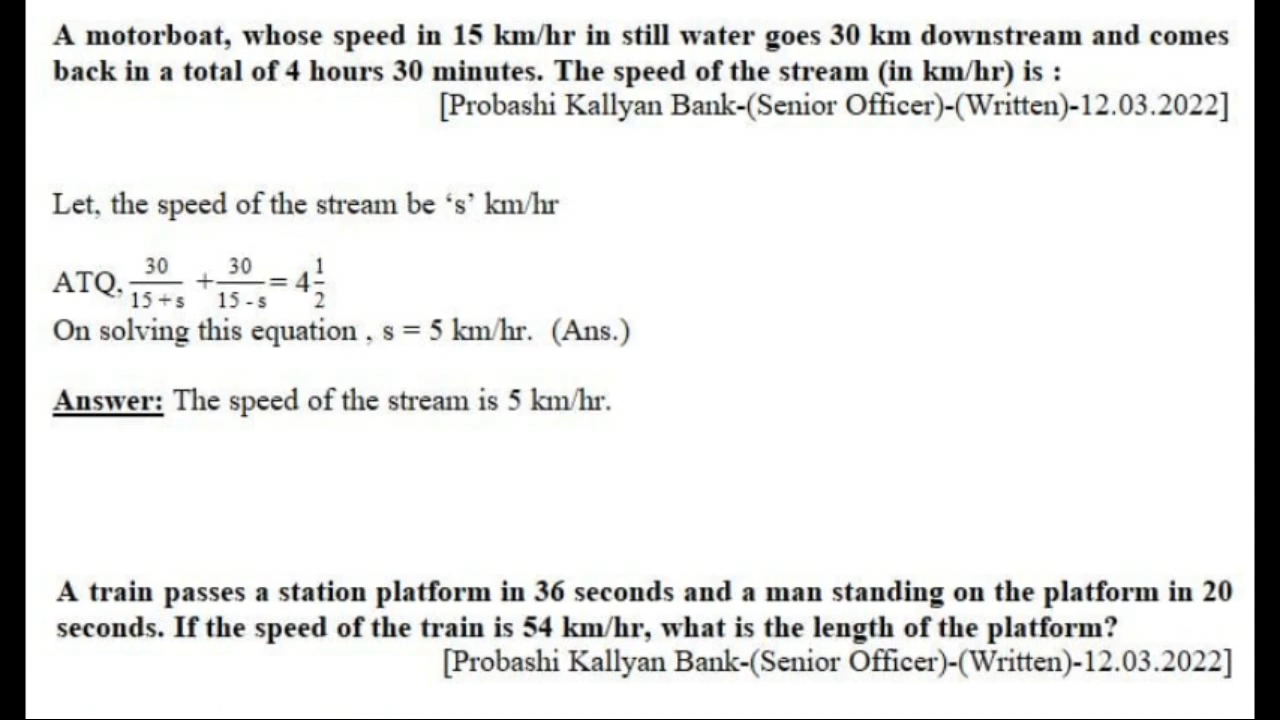 A motorboat, whose speed in 15 km/hr in still water goes 30 km downstream and comes
back in a total of 4 hours 30 minutes. The speed of the stream (in km/hr) is :
[Probashi Kallyan Bank-(Senior Officer)-(Written)-12.03.2022]
Let, the speed of the stream be ‘s’ km/hr
ATQ, 30/(15 + s) + 30/(15 - s) = 4 1/2
On solving this equation , s = 5 km/hr. (Ans.)
Answer: The speed of the stream is 5 km/hr.
A train passes a station platform in 36 seconds and a man standing on the platform in 20
seconds. If the speed of the train is 54 km/hr, what is the length of the platform?
[Probashi Kallyan Bank-(Senior Officer)-(Written)-12.03.2022]